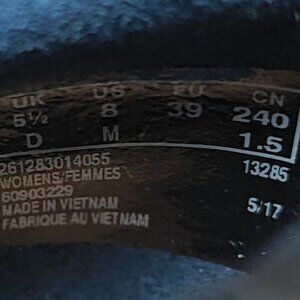 UK US EU CN
5½ 8 39 240
D M 1.5
261283014055 13285
WOMENS/FEMMES
60903229
MADE IN VIETNAM 5/17
FABRIQUE AU VIETNAM